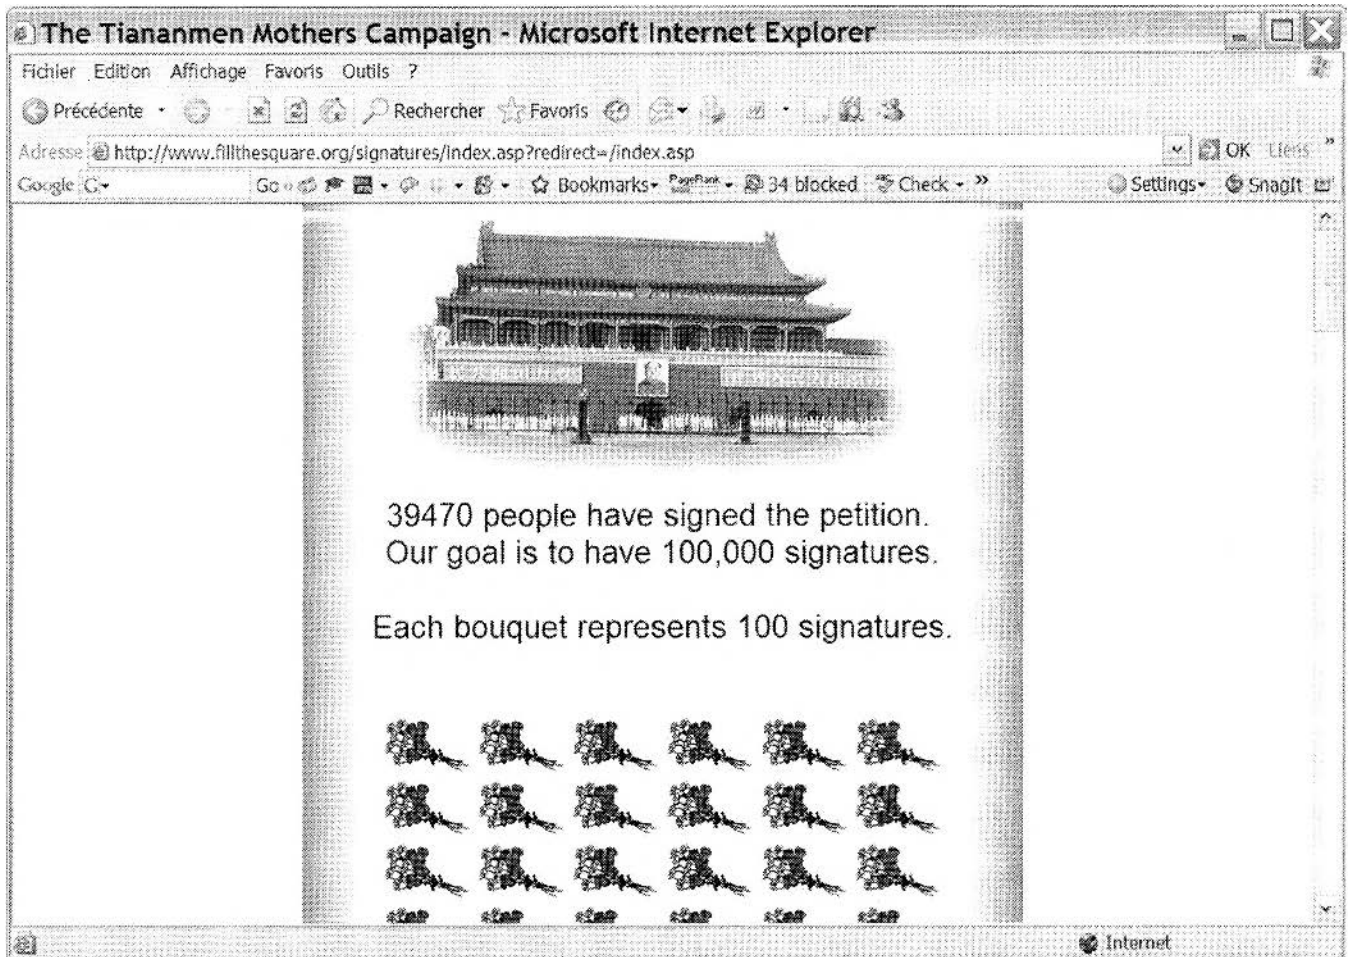 The Tiananmen Mothers Campaign - Microsoft Internet Explorer
Fichier Edition Affichage Favoris Outils ?
Précédente Rechercher Favoris
Adresse http://www.fillthesquare.org/signatures/index.asp?redirect=/index.asp OK Liens »
Google G Go Bookmarks PageRank 34 blocked Check » Settings SnagIt
39470 people have signed the petition.
Our goal is to have 100,000 signatures.
Each bouquet represents 100 signatures.
Internet